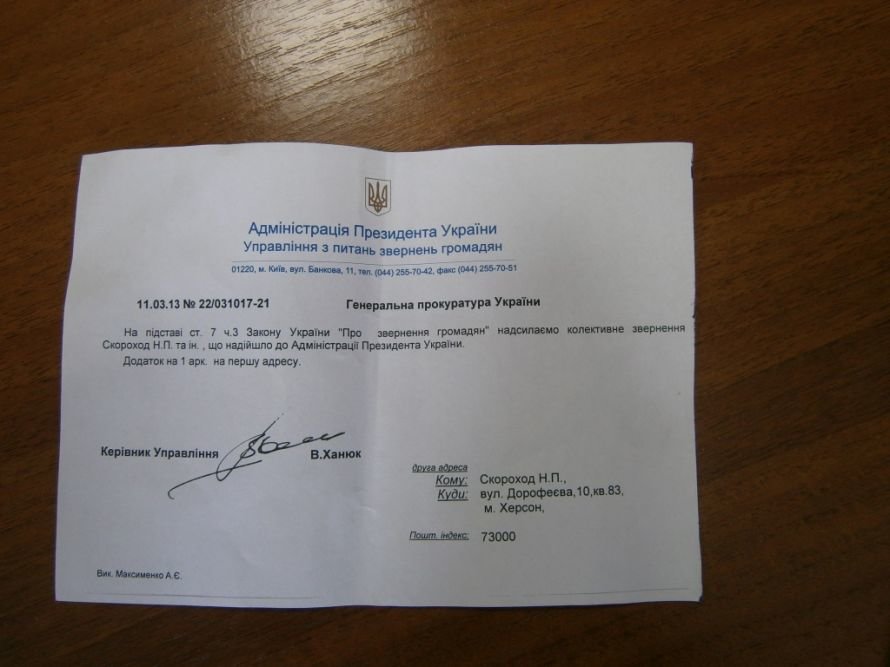 Адміністрація Президента України
Управління з питань звернень громадян
01220, м. Київ, вул. Банкова, 11, тел. (044) 255-70-42, факс (044) 255-70-51
11.03.13 № 22/031017-21 Генеральна прокуратура України
На підставі ст. 7 ч.3 Закону України "Про звернення громадян" надсилаємо колективне звернення
Скороход Н.П. та ін. , що надійшло до Адміністрації Президента України.
Додаток на 1 арк. на першу адресу.
Керівник Управління В.Ханюк
друга адреса
Кому: Скороход Н.П.,
Куди: вул. Дорофеєва,10,кв.83,
м. Херсон,
Пошт. індекс: 73000
Вик. Максименко А.Є.